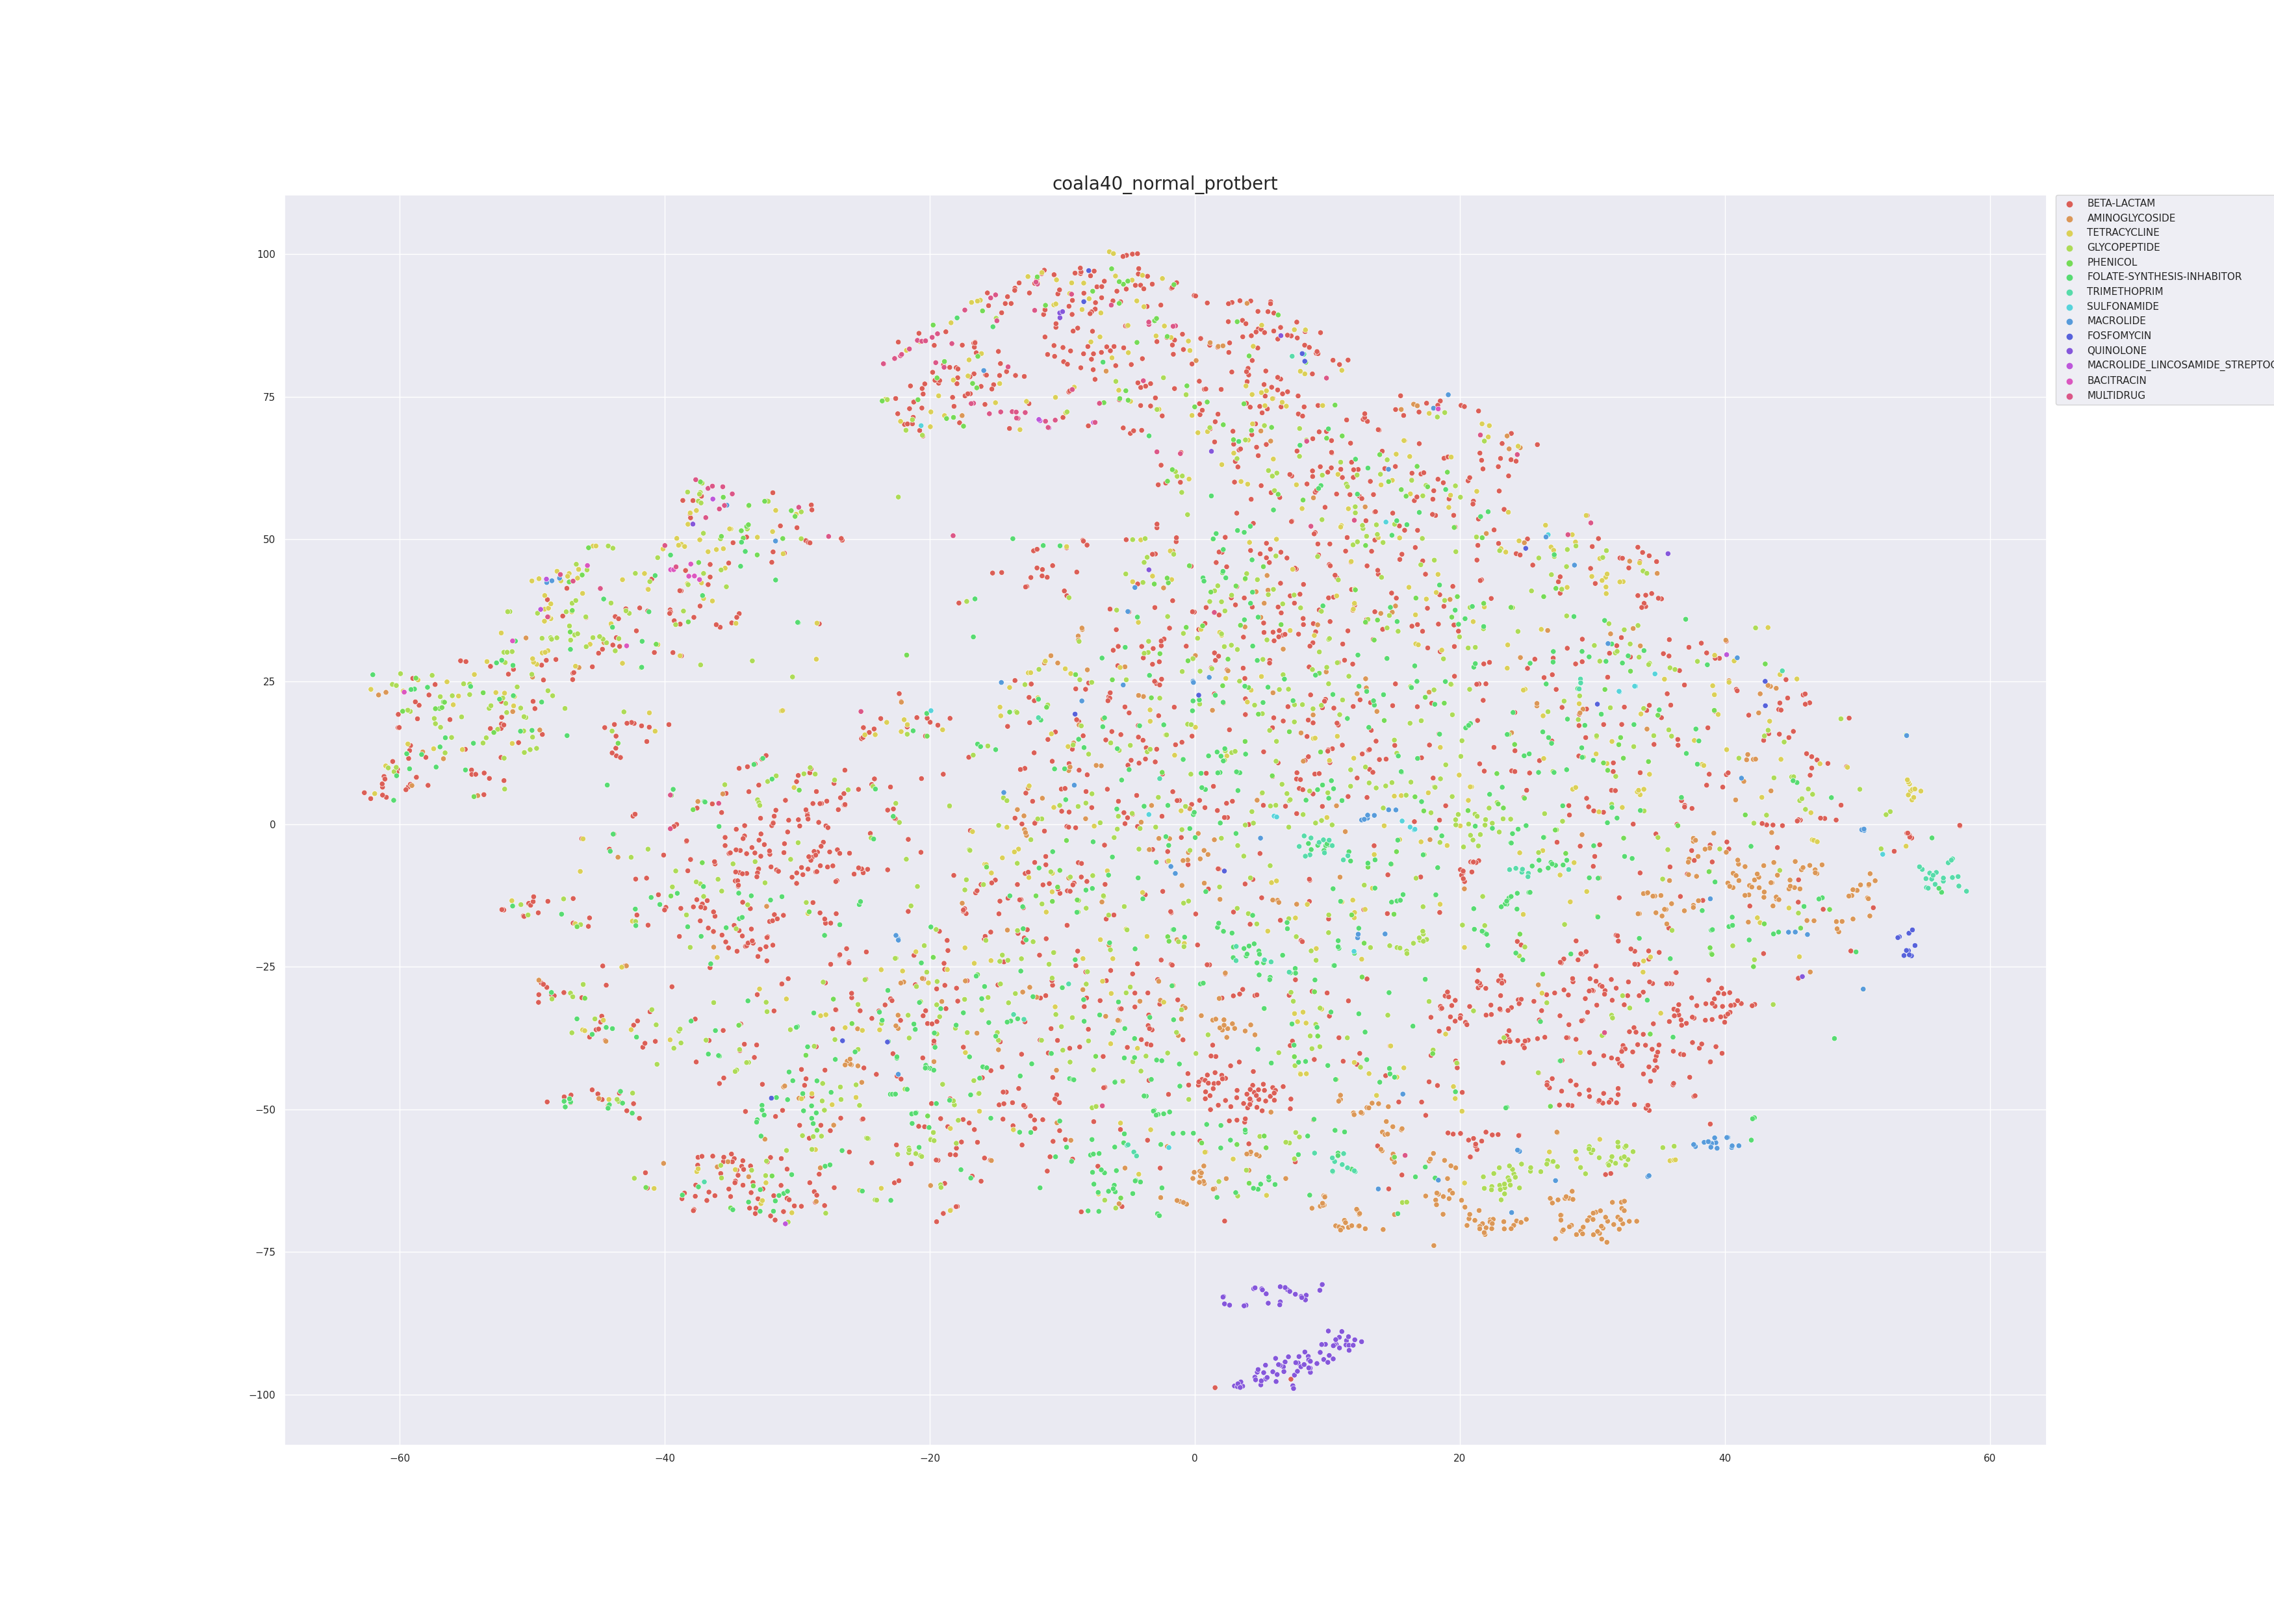 coala40_normal_protbert
BETA-LACTAM
AMINOGLYCOSIDE
TETRACYCLINE
GLYCOPEPTIDE
PHENICOL
FOLATE-SYNTHESIS-INHABITOR
TRIMETHOPRIM
SULFONAMIDE
MACROLIDE
FOSFOMYCIN
QUINOLONE
MACROLIDE_LINCOSAMIDE_STREPTOG
BACITRACIN
MULTIDRUG
100
75
50
25
0
−25
−50
−75
−100
−60 −40 −20 0 20 40 60